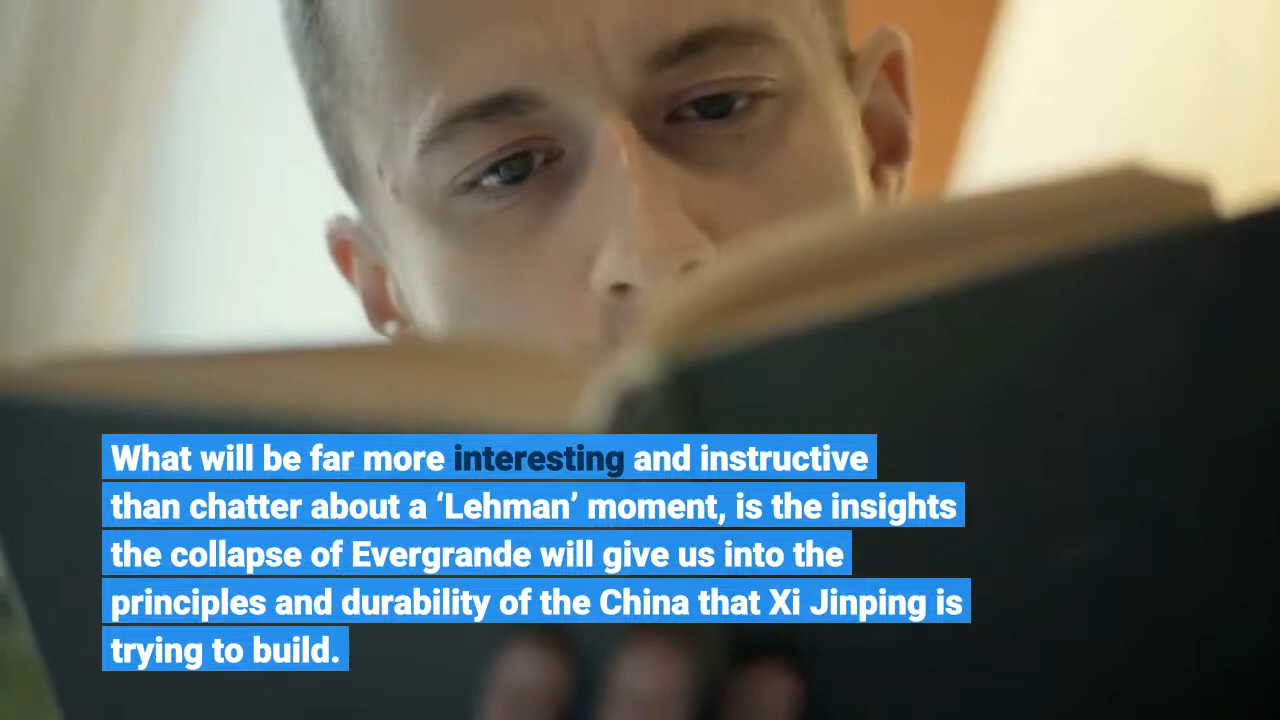 What will be far more interesting and instructive
than chatter about a ‘Lehman’ moment, is the insights
the collapse of Evergrande will give us into the
principles and durability of the China that Xi Jinping is
trying to build.